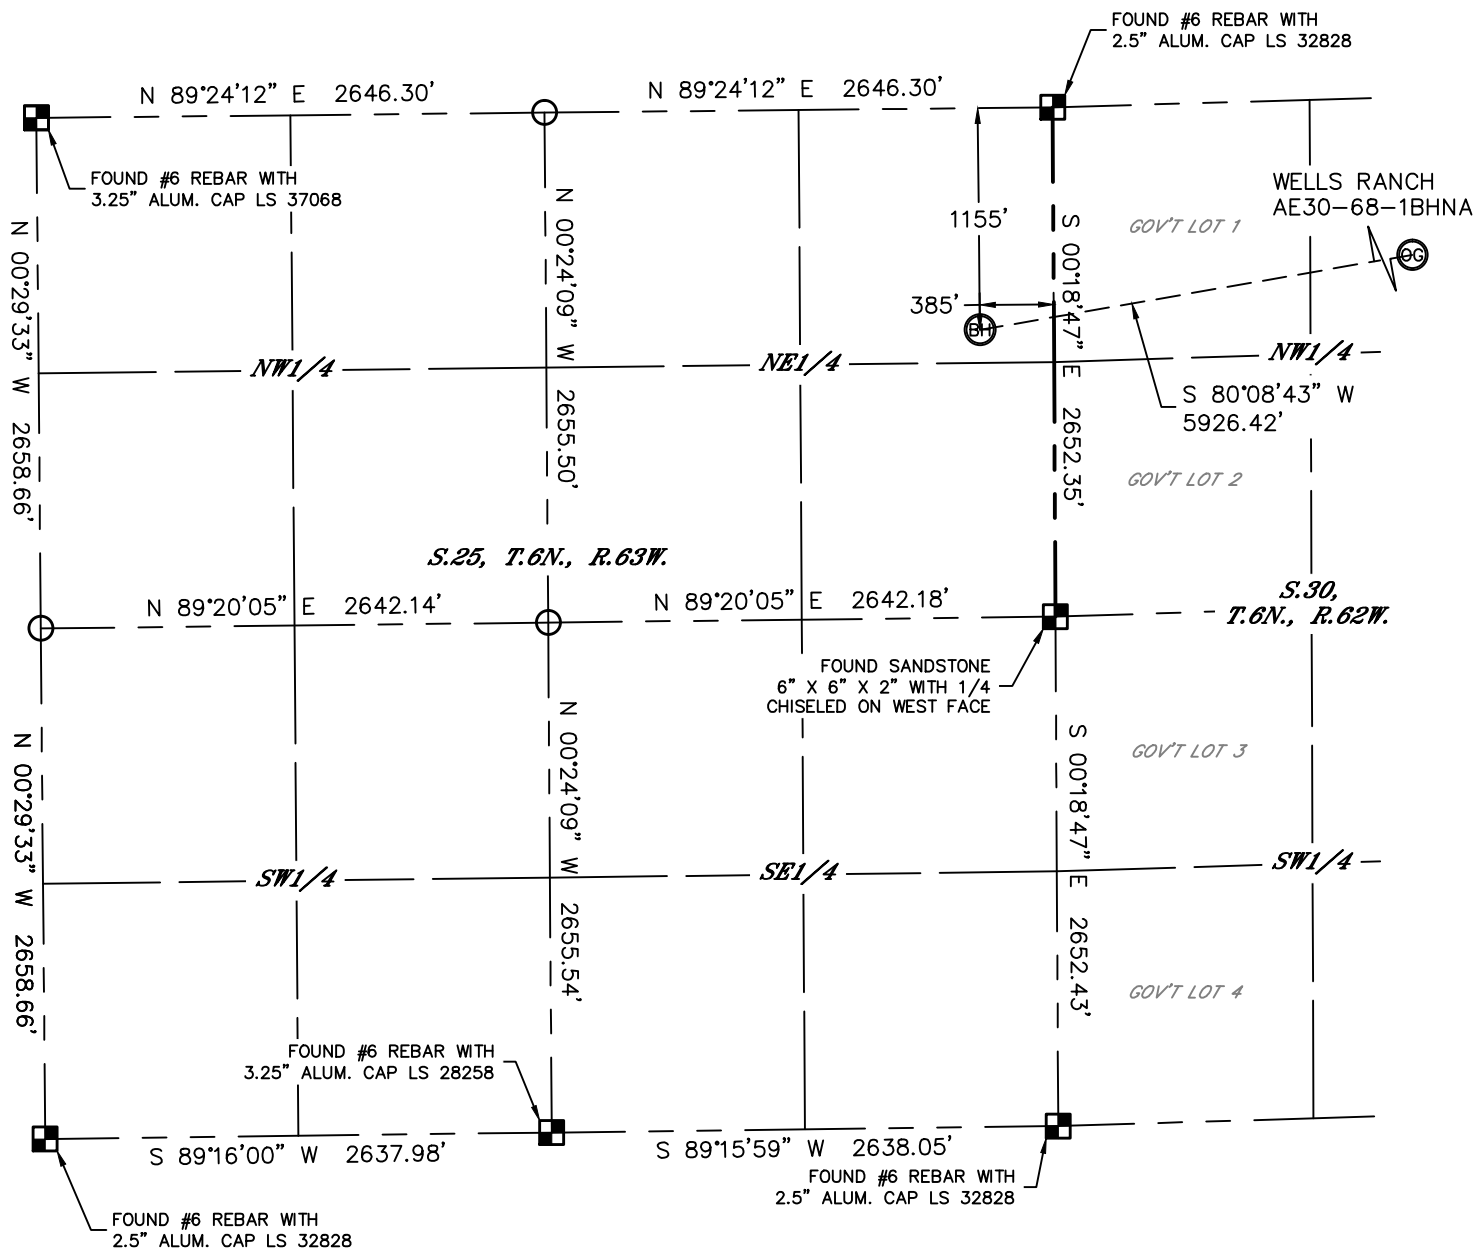 FOUND #6 REBAR WITH
2.5" ALUM. CAP LS 32828
N 89°24'12" E 2646.30'
N 89°24'12" E 2646.30'
FOUND #6 REBAR WITH
3.25" ALUM. CAP LS 37068
WELLS RANCH
AE30-68-1BHNA
GOV'T LOT 1
1155'
OG
385'
BH
N 00°29'33" W 2658.66'
N 00°24'09" W 2655.50'
S 00°18'47" E 2652.35'
NW1/4
NE1/4
NW1/4
S 80°08'43" W
5926.42'
GOV'T LOT 2
S.25, T.6N., R.63W.
S.30,
T.6N., R.62W.
N 89°20'05" E 2642.14'
N 89°20'05" E 2642.18'
FOUND SANDSTONE
6" X 6" X 2" WITH 1/4
CHISELED ON WEST FACE
N 00°29'33" W 2658.66'
N 00°24'09" W 2655.54'
S 00°18'47" E 2652.43'
GOV'T LOT 3
SW1/4
SE1/4
SW1/4
GOV'T LOT 4
FOUND #6 REBAR WITH
3.25" ALUM. CAP LS 28258
S 89°16'00" W 2637.98'
S 89°15'59" W 2638.05'
FOUND #6 REBAR WITH
2.5" ALUM. CAP LS 32828
FOUND #6 REBAR WITH
2.5" ALUM. CAP LS 32828